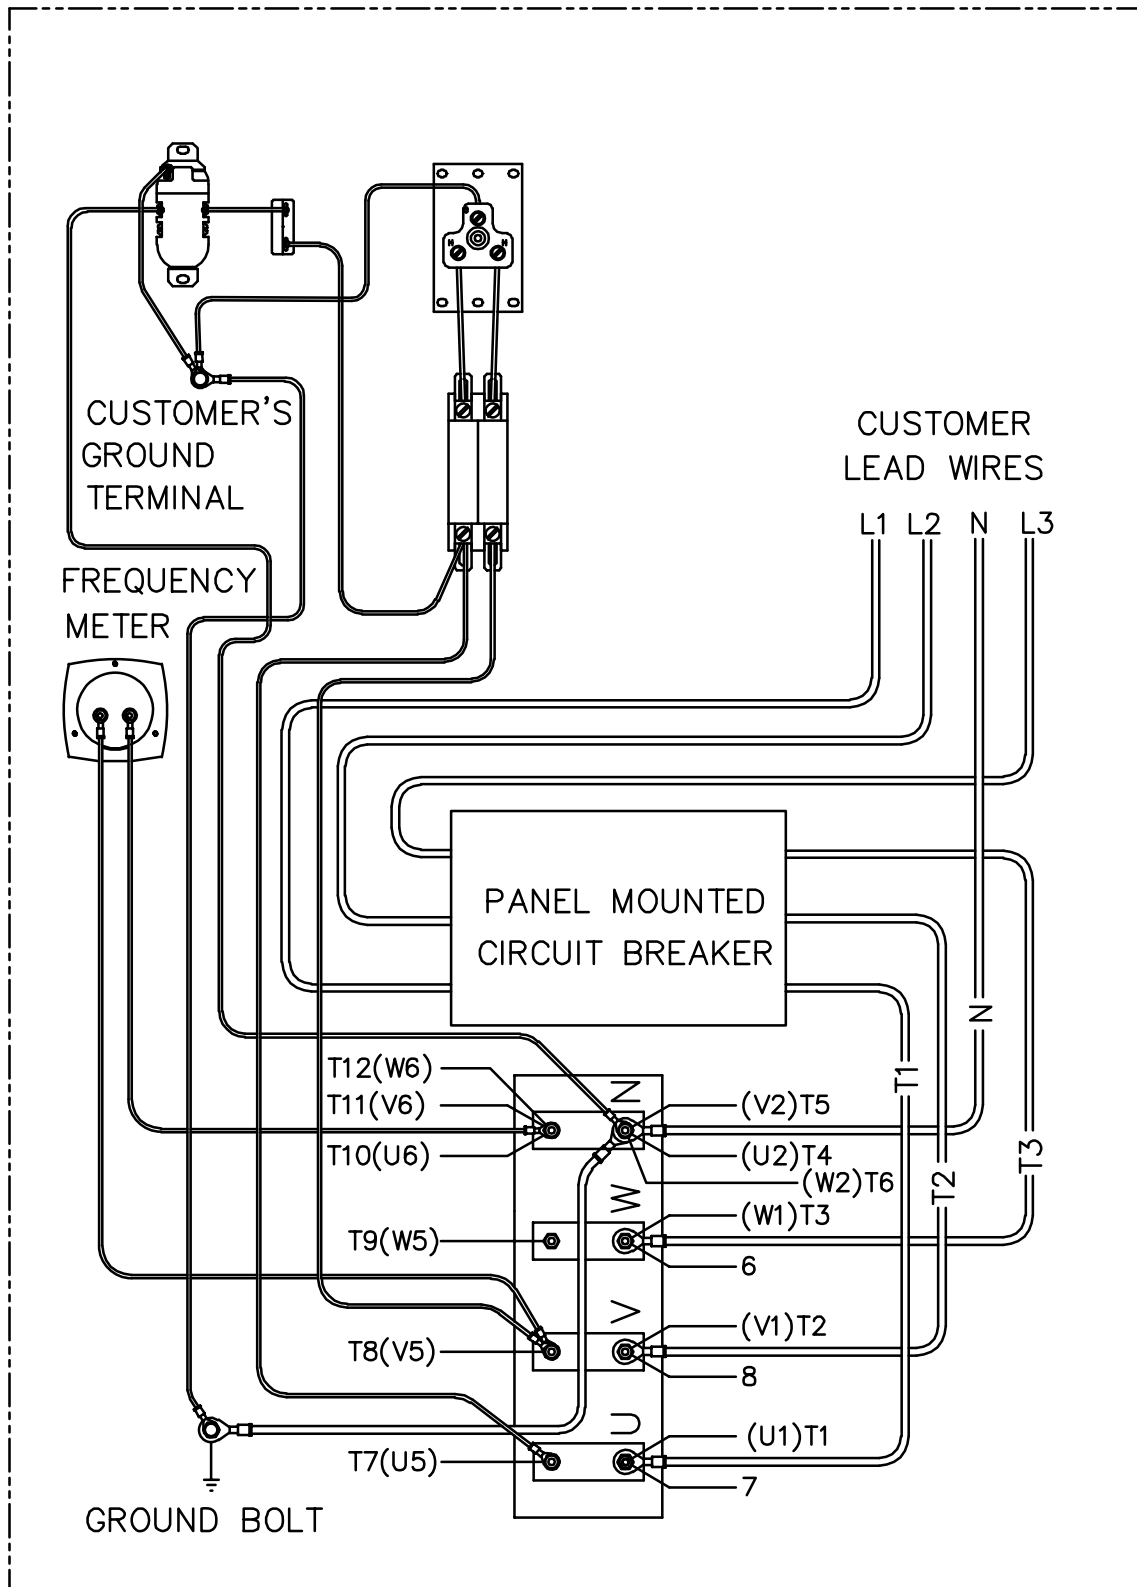 CUSTOMER'S
GROUND
TERMINAL
CUSTOMER
LEAD WIRES
L1 L2 N L3
FREQUENCY
METER
PANEL MOUNTED
CIRCUIT BREAKER
N
T1
T3
T2
T12(W6)
T11(V6)
T10(U6)
N
(V2)T5
(U2)T4
(W2)T6
W
T9(W5)
(W1)T3
6
V
T8(V5)
(V1)T2
8
U
T7(U5)
(U1)T1
7
GROUND BOLT